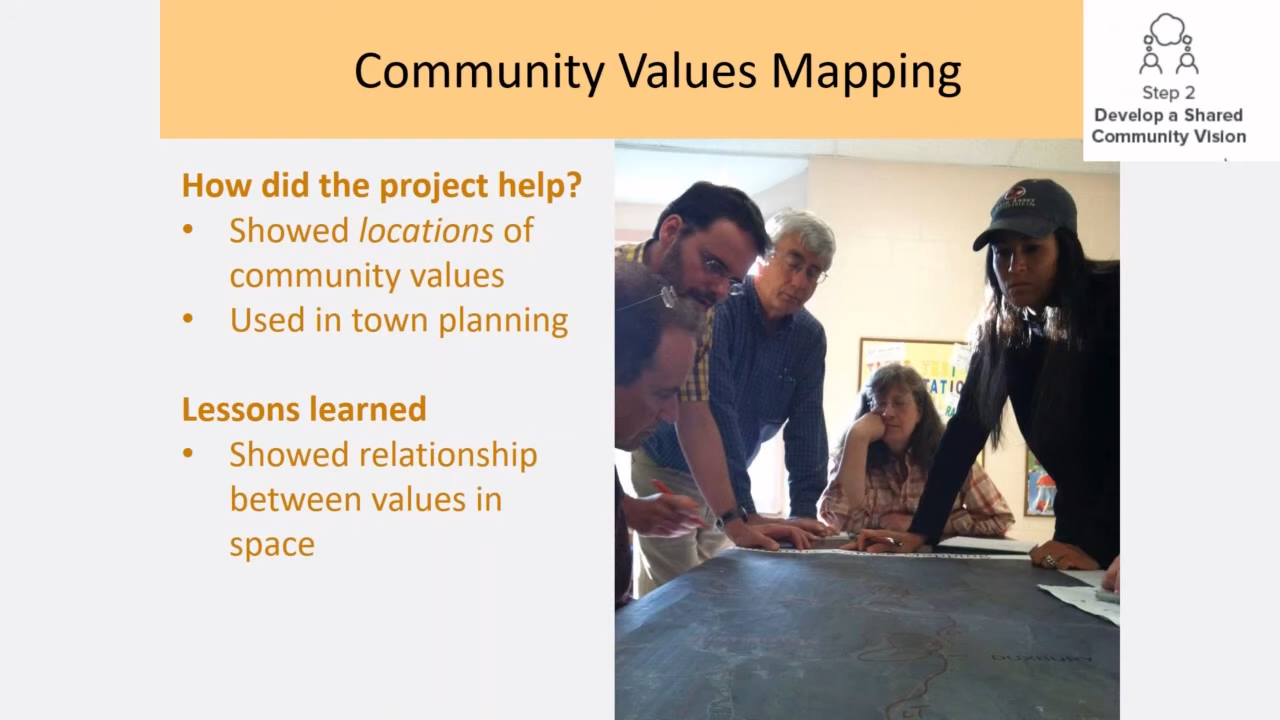 Community Values Mapping
Step 2
Develop a Shared
Community Vision
How did the project help?
• Showed locations of
community values
• Used in town planning
Lessons learned
• Showed relationship
between values in
space
DUXBURY